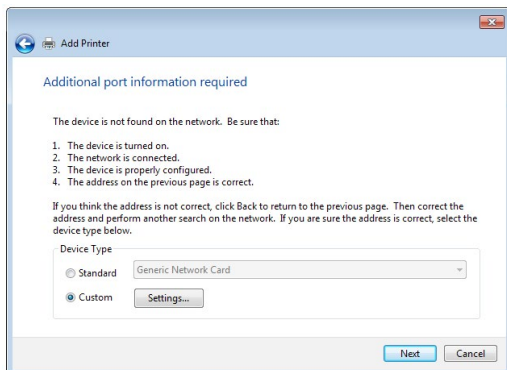 Add Printer
Additional port information required
The device is not found on the network.  Be sure that:
1.  The device is turned on.
2.  The network is connected.
3.  The device is properly configured.
4.  The address on the previous page is correct.
If you think the address is not correct, click Back to return to the previous page.  Then correct the
address and perform another search on the network.  If you are sure the address is correct, select the
device type below.
Device Type
Standard
Generic Network Card
Custom
Settings...
Next
Cancel